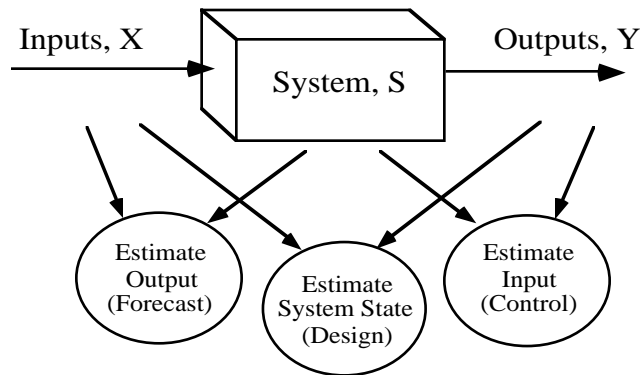 Inputs, X
Outputs, Y
System, S
Estimate
Output
(Forecast)
Estimate
System State
(Design)
Estimate
Input
(Control)